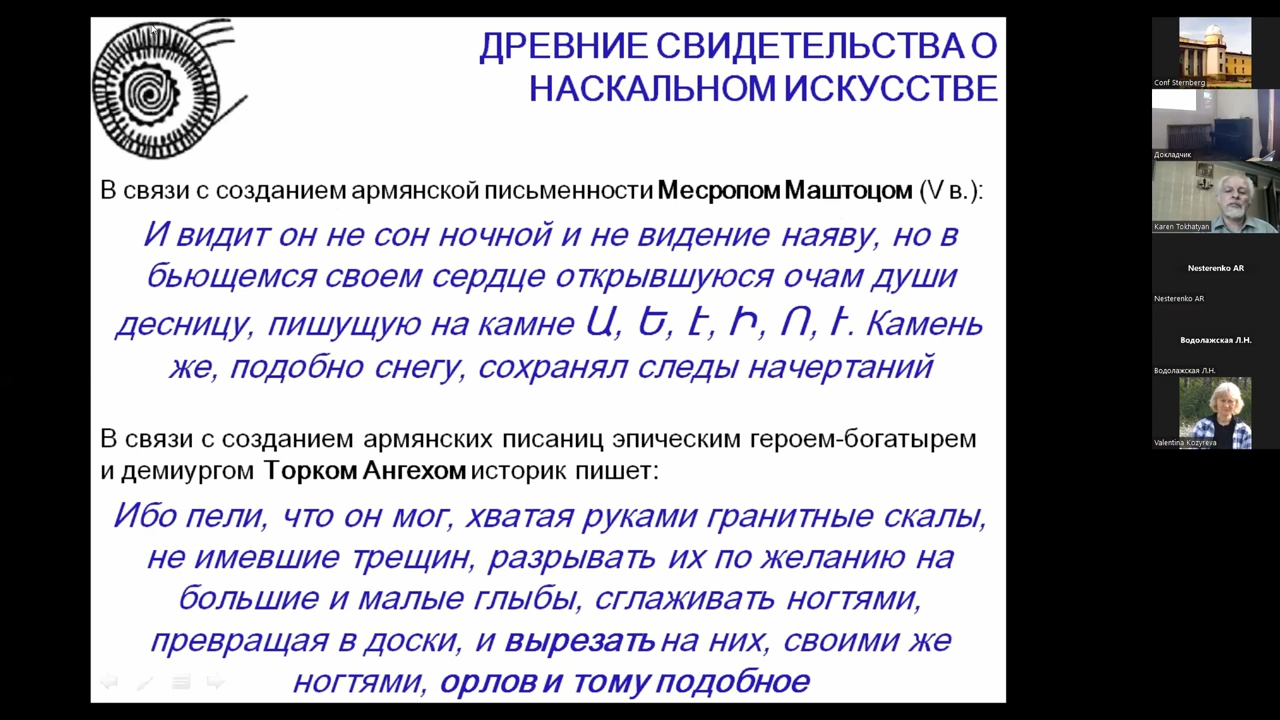 ДРЕВНИЕ СВИДЕТЕЛЬСТВА О
НАСКАЛЬНОМ ИСКУССТВЕ
В связи с созданием армянской письменности Месропом Маштоцом (V в.):
И видит он не сон ночной и не видение наяву, но в
бьющемся своем сердце открывшуюся очам души
десницу, пишущую на камне Ա, Ե, Է, Ի, Ո, Ւ. Камень
же, подобно снегу, сохранял следы начертаний
В связи с созданием армянских писаниц эпическим героем-богатырем
и демиургом Торком Ангехом историк пишет:
Ибо пели, что он мог, хватая руками гранитные скалы,
не имевшие трещин, разрывать их по желанию на
большие и малые глыбы, сглаживать ногтями,
превращая в доски, и вырезать на них, своими же
ногтями, орлов и тому подобное
Conf Sternberg
Докладчик
Karen Tokhatyan
Nesterenko AR
Nesterenko AR
Водолажская Л.Н.
Водолажская Л.Н.
Valentina Kozyreva